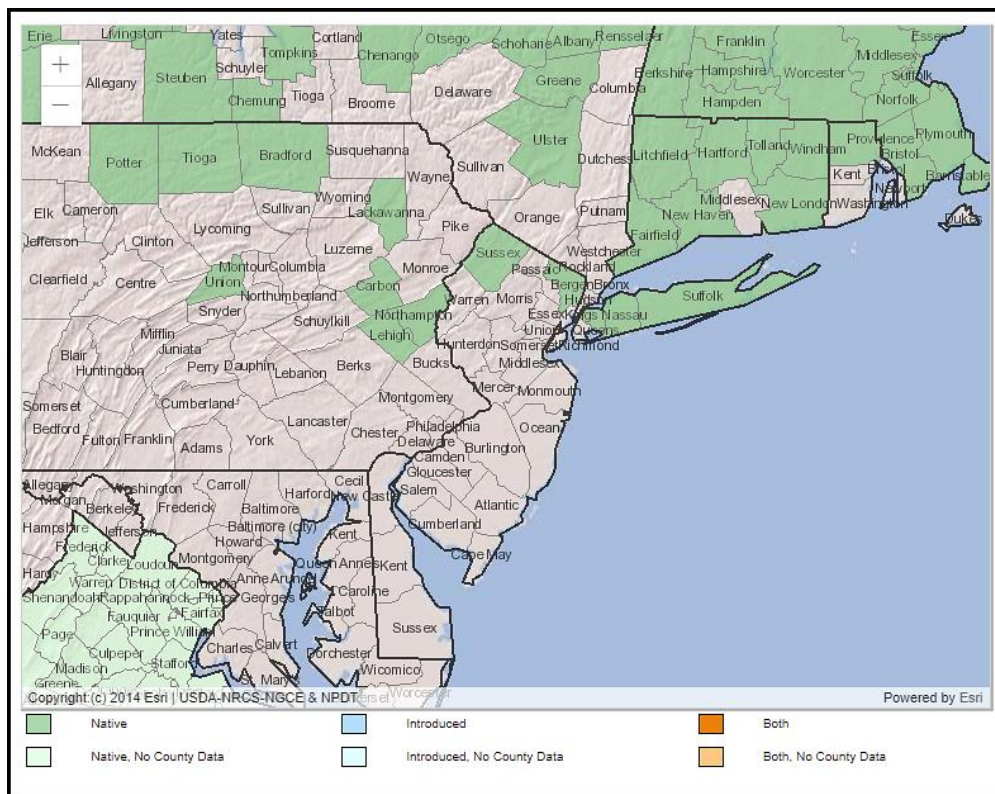 Erie Livingston Yates Cortland Otsego Schoharie Albany Rensselaer Franklin Essex
Tompkins Chenango Middlesex
+ Allegany Steuben Schuyler Greene Berkshire Hampshire Worcester Suffolk
− Chemung Tioga Broome Delaware Columbia Hampden Norfolk
McKean Potter Tioga Bradford Susquehanna Sullivan Ulster Dutchess Litchfield Hartford Tolland Windham Providence Plymouth
Bristol
Wayne Kent Bristol Barnstable
Elk Cameron Sullivan Wyoming Lackawanna Middlesex New London Washington Newport
Jefferson Clinton Lycoming Luzerne Pike Orange Putnam New Haven Dukes
Fairfield
Clearfield Centre Union Montour Columbia Monroe Sussex Passaic Rockland Westchester
Northumberland Carbon Warren Morris Bergen Bronx Suffolk
Snyder Schuylkill Northampton Essex Hudson Kings Nassau
Mifflin Lehigh Union Queens
Blair Juniata Hunterdon Somerset Richmond
Huntingdon Perry Dauphin Lebanon Berks Bucks Middlesex
Somerset Cumberland Montgomery Mercer Monmouth
Bedford Fulton Franklin Adams York Lancaster Chester Philadelphia Ocean
Delaware Burlington
Camden
Allegany Washington Carroll Cecil Gloucester
Morgan Berkeley Frederick Baltimore Harford New Castle Salem Atlantic
Hampshire Jefferson Baltimore (city) Cumberland
Frederick Howard Kent
Clarke Loudoun Montgomery Cape May
Hardy Warren District of Columbia Anne Arundel Queen Annes Kent
Shenandoah Rappahannock Prince George's Caroline
Fauquier Fairfax Talbot
Page Prince William Sussex
Culpeper Charles Calvert Dorchester
Madison Stafford Wicomico
Greene St. Mary's Worcester
Copyright:(c) 2014 Esri | USDA-NRCS-NGCE & NPDT Powered by Esri
Native Introduced Both
Native, No County Data Introduced, No County Data Both, No County Data